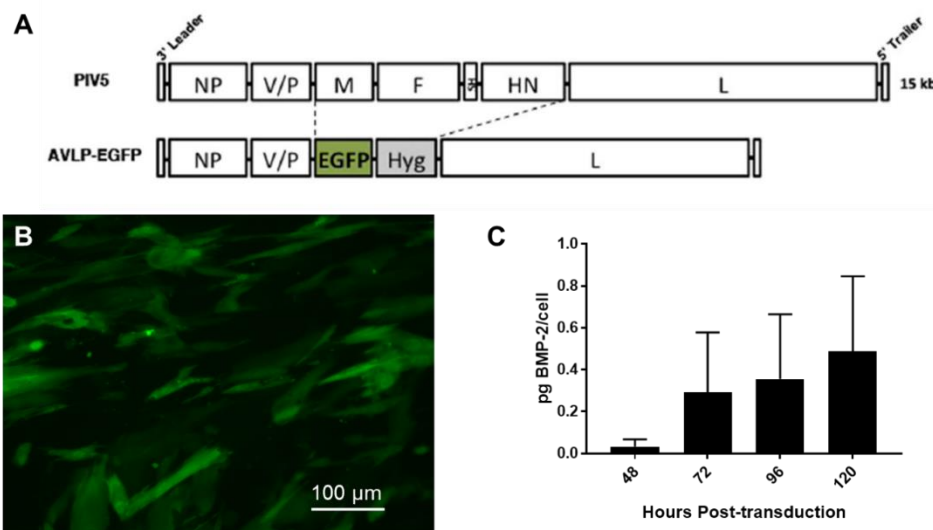 A
3' Leader
5' Trailer
PIV5
NP
V/P
M
F
SH
HN
L
15 kb
AVLP-EGFP
NP
V/P
EGFP
Hyg
L
B
100 µm
C
pg BMP-2/cell
1.0
0.8
0.6
0.4
0.2
0.0
48
72
96
120
Hours Post-transduction